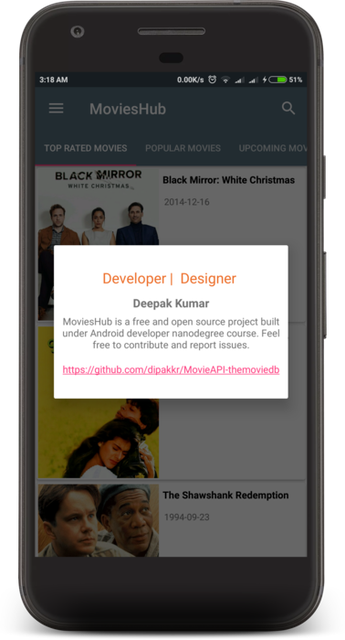 3:18 AM 0.00K/s 51%
MoviesHub
TOP RATED MOVIES POPULAR MOVIES UPCOMING MOV
BLACK MIRROR
WHITE CHRISTMAS
Black Mirror: White Christmas
2014-12-16
Developer | Designer
Deepak Kumar
MoviesHub is a free and open source project built
under Android developer nanodegree course. Feel
free to contribute and report issues.
https://github.com/dipakkr/MovieAPI-themoviedb
The Shawshank Redemption
1994-09-23